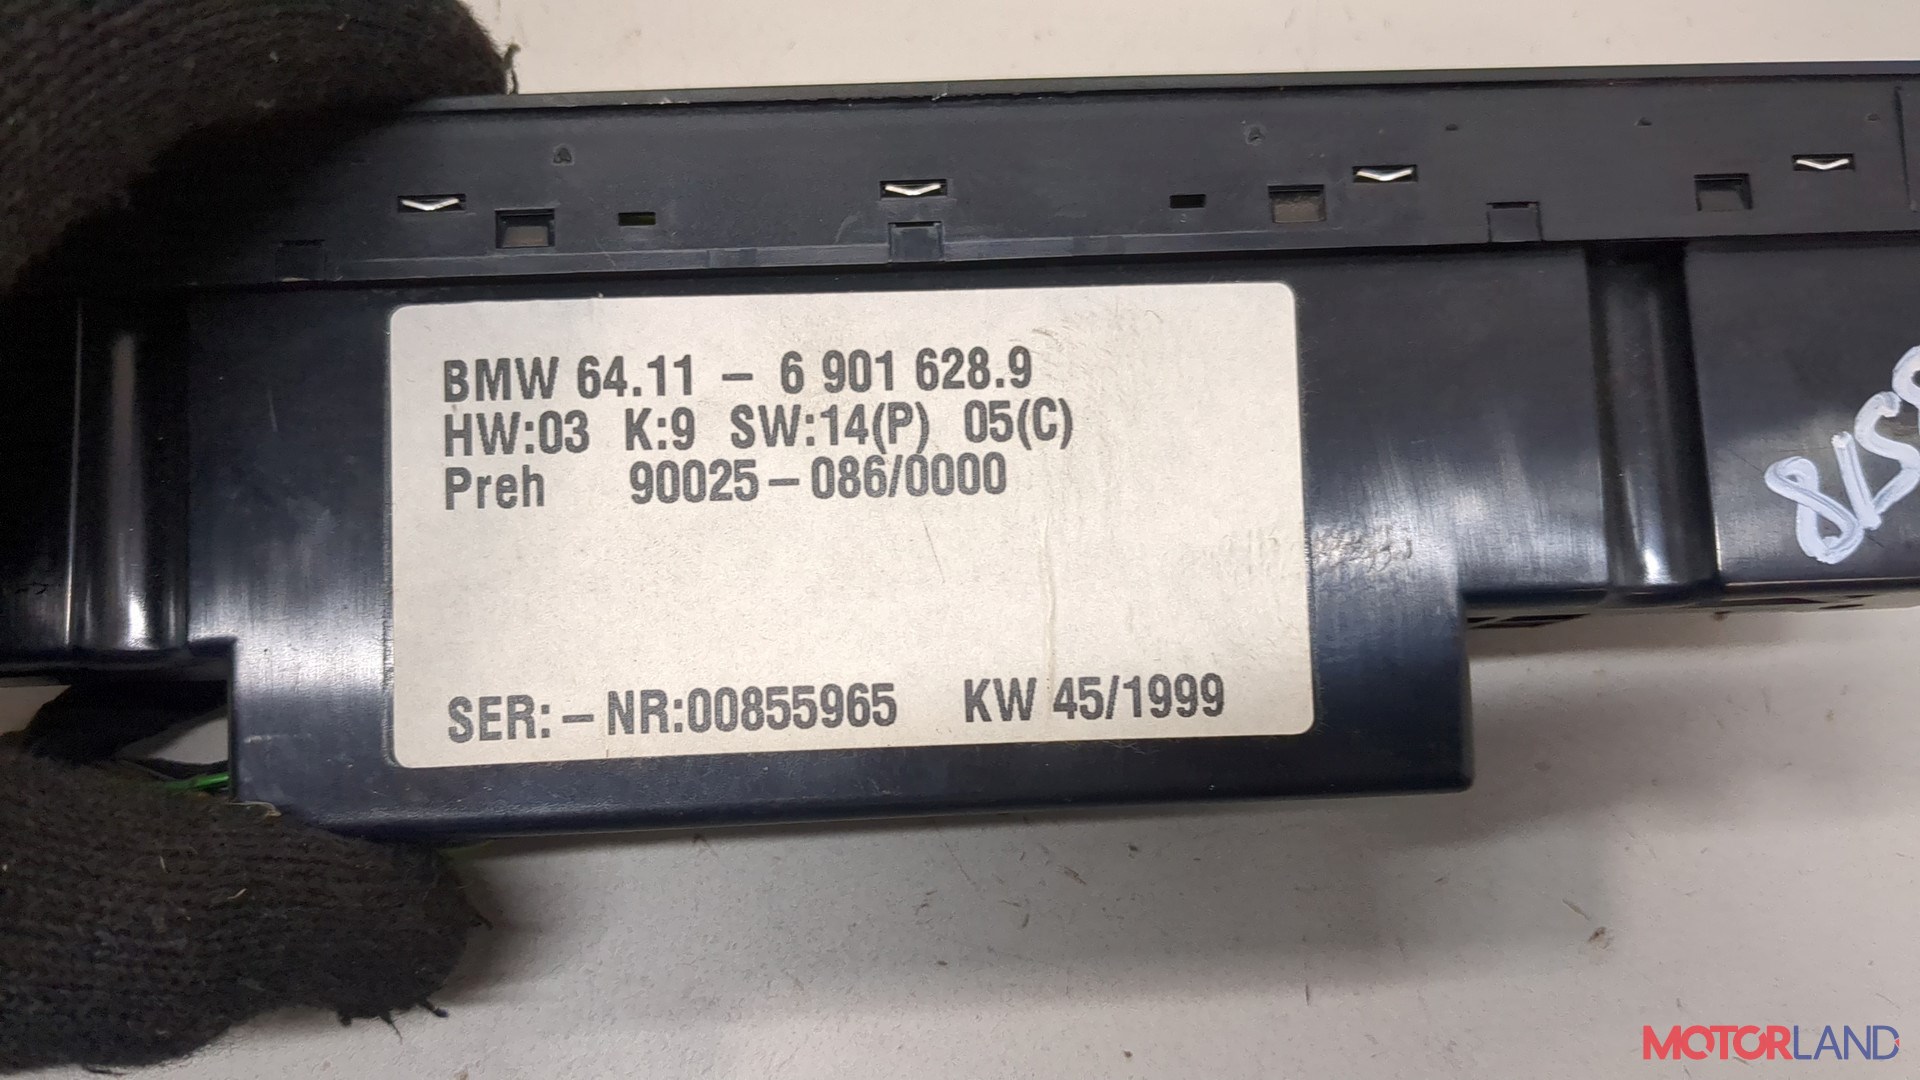 BMW 64.11 – 6 901 628.9
HW:03 K:9 SW:14(P) 05(C)
Preh 90025–086/0000
SER:–NR:00855965 KW 45/1999
MOTORLAND